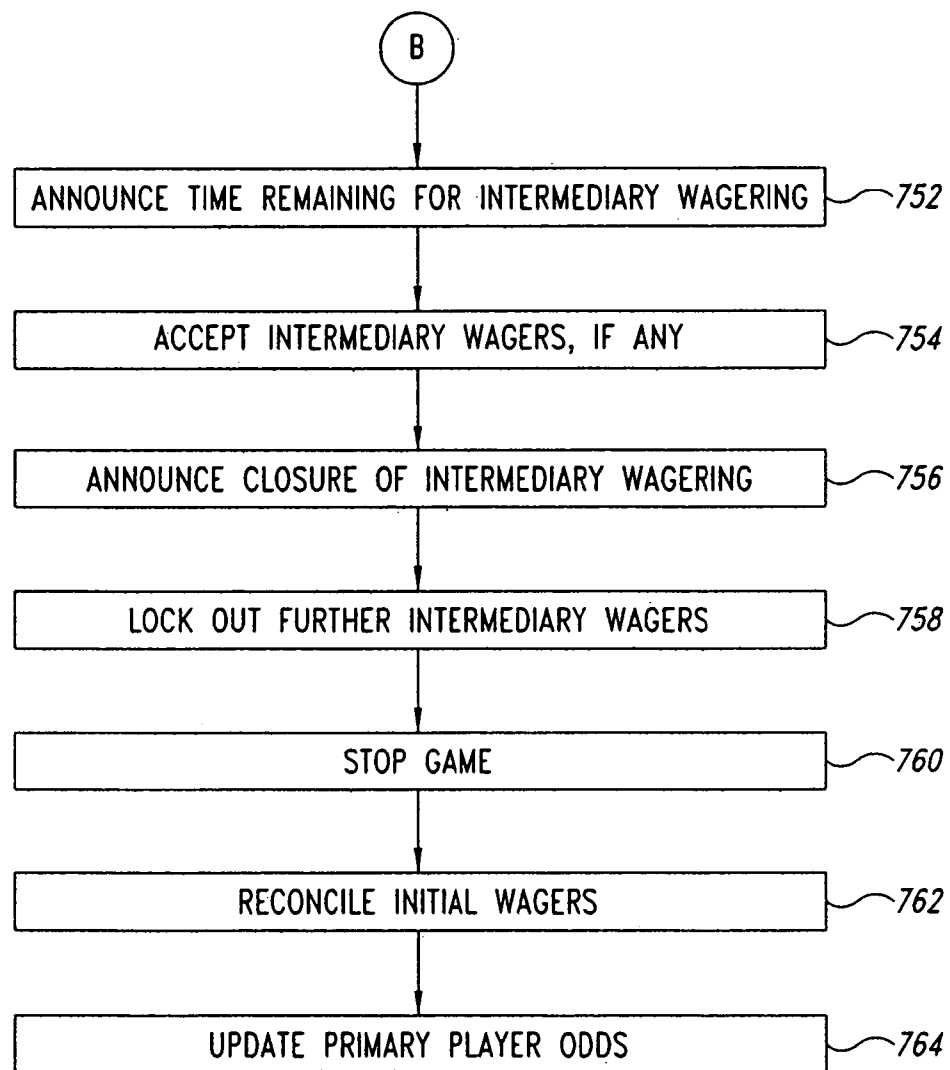 B
ANNOUNCE TIME REMAINING FOR INTERMEDIARY WAGERING 752
ACCEPT INTERMEDIARY WAGERS, IF ANY 754
ANNOUNCE CLOSURE OF INTERMEDIARY WAGERING 756
LOCK OUT FURTHER INTERMEDIARY WAGERS 758
STOP GAME 760
RECONCILE INITIAL WAGERS 762
UPDATE PRIMARY PLAYER ODDS 764